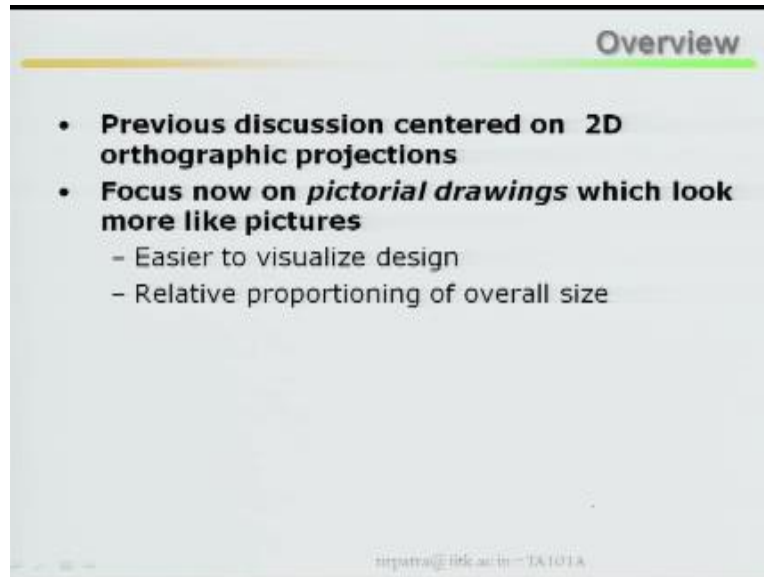 Overview
• Previous discussion centered on 2D
orthographic projections
• Focus now on pictorial drawings which look
more like pictures
– Easier to visualize design
– Relative proportioning of overall size
TA101A